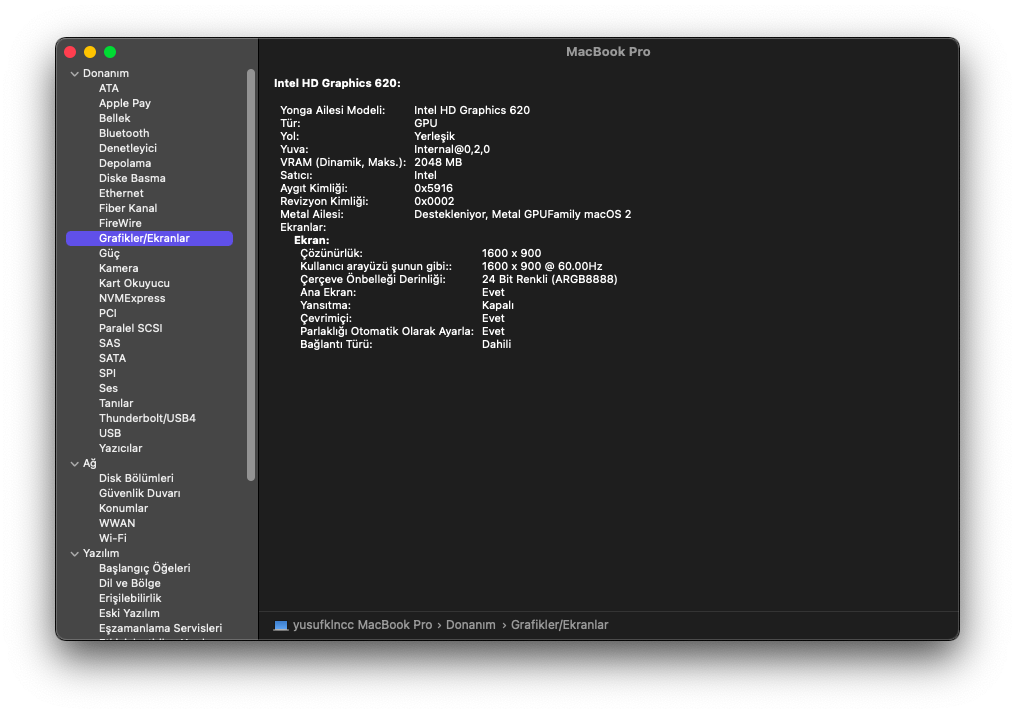 MacBook Pro
Donanım
ATA
Apple Pay
Bellek
Bluetooth
Denetleyici
Depolama
Diske Basma
Ethernet
Fiber Kanal
FireWire
Grafikler/Ekranlar
Güç
Kamera
Kart Okuyucu
NVMExpress
PCI
Paralel SCSI
SAS
SATA
SPI
Ses
Tanılar
Thunderbolt/USB4
USB
Yazıcılar
Ağ
Disk Bölümleri
Güvenlik Duvarı
Konumlar
WWAN
Wi-Fi
Yazılım
Başlangıç Öğeleri
Dil ve Bölge
Erişilebilirlik
Eski Yazılım
Eşzamanlama Servisleri
Intel HD Graphics 620:
Yonga Ailesi Modeli: Intel HD Graphics 620
Tür: GPU
Yol: Yerleşik
Yuva: Internal@0,2,0
VRAM (Dinamik, Maks.): 2048 MB
Satıcı: Intel
Aygıt Kimliği: 0x5916
Revizyon Kimliği: 0x0002
Metal Ailesi: Destekleniyor, Metal GPUFamily macOS 2
Ekranlar:
Ekran:
Çözünürlük: 1600 x 900
Kullanıcı arayüzü şunun gibi:: 1600 x 900 @ 60.00Hz
Çerçeve Önbelleği Derinliği: 24 Bit Renkli (ARGB8888)
Ana Ekran: Evet
Yansıtma: Kapalı
Çevrimiçi: Evet
Parlaklığı Otomatik Olarak Ayarla: Evet
Bağlantı Türü: Dahili
yusufklncc MacBook Pro › Donanım › Grafikler/Ekranlar